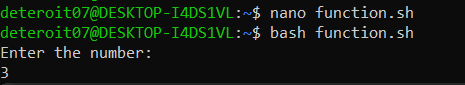 deteroit07@DESKTOP-I4DS1VL:~$ nano function.sh
deteroit07@DESKTOP-I4DS1VL:~$ bash function.sh
Enter the number:
3